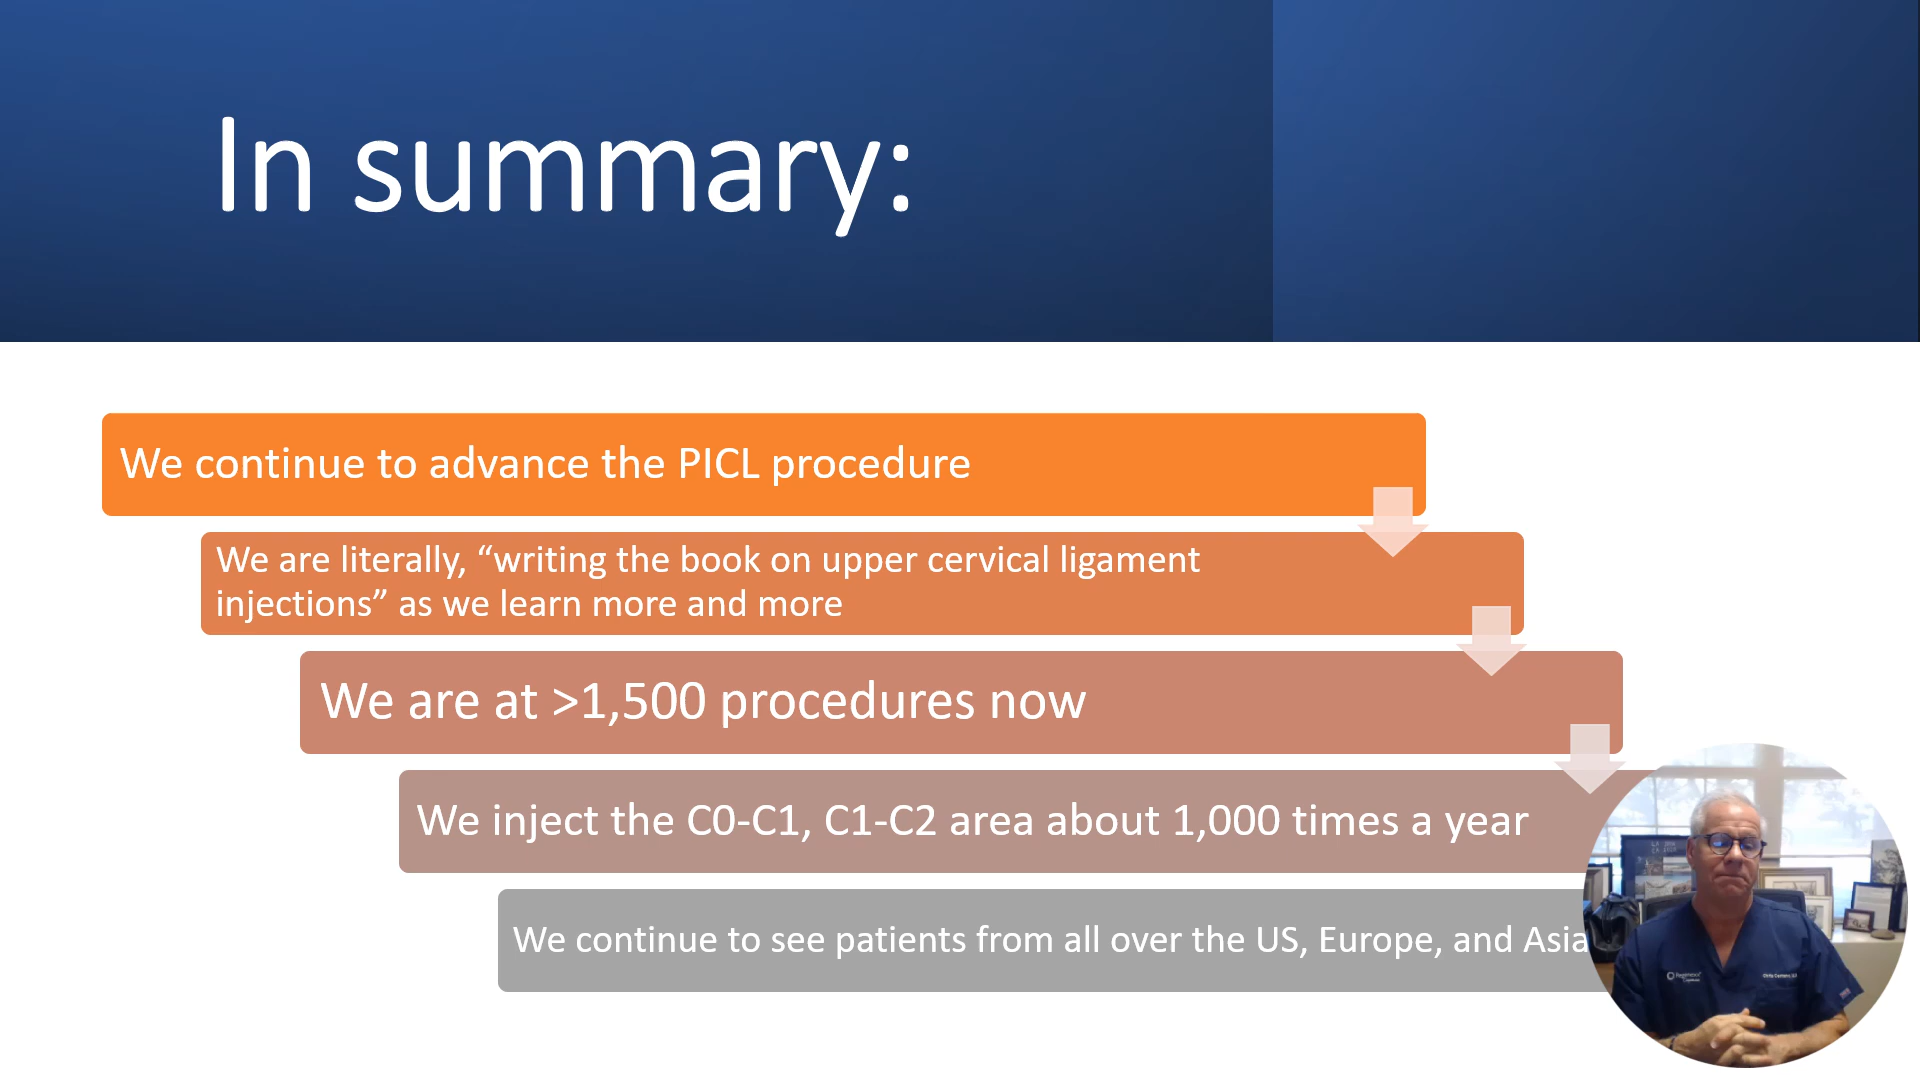 In summary:
We continue to advance the PICL procedure
We are literally, “writing the book on upper cervical ligament
injections” as we learn more and more
We are at >1,500 procedures now
We inject the C0-C1, C1-C2 area about 1,000 times a year
We continue to see patients from all over the US, Europe, and Asia